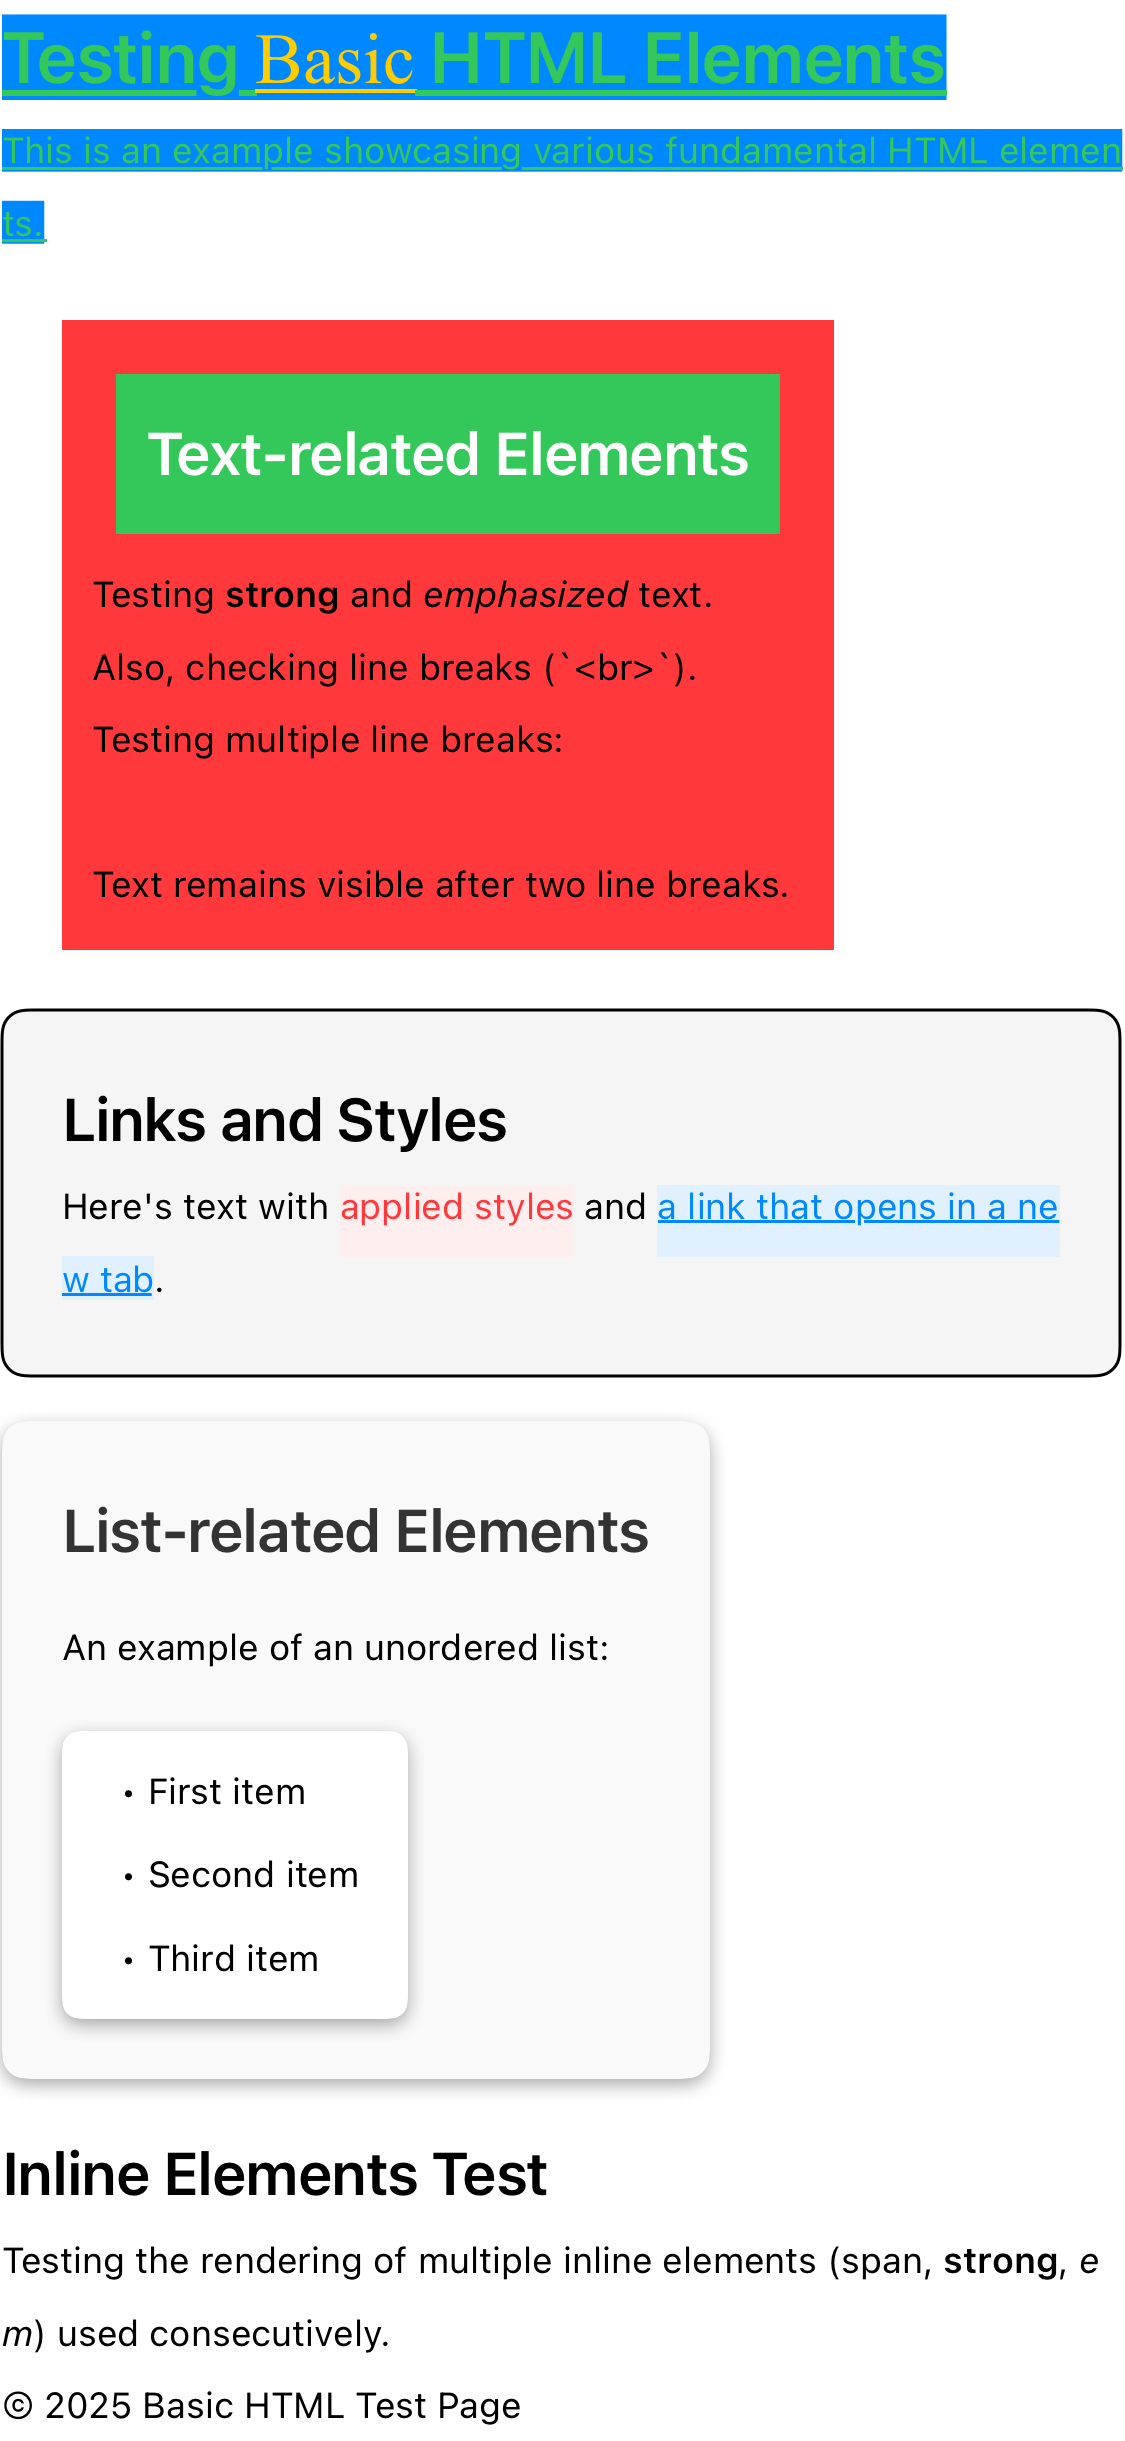 Testing Basic HTML Elements
This is an example showcasing various fundamental HTML elemen
ts.
Text-related Elements
Testing strong and emphasized text.
Also, checking line breaks (`<br>`).
Testing multiple line breaks:
Text remains visible after two line breaks.
Links and Styles
Here's text with applied styles and a link that opens in a ne
w tab.
List-related Elements
An example of an unordered list:
• First item
• Second item
• Third item
Inline Elements Test
Testing the rendering of multiple inline elements (span, strong, e
m) used consecutively.
© 2025 Basic HTML Test Page